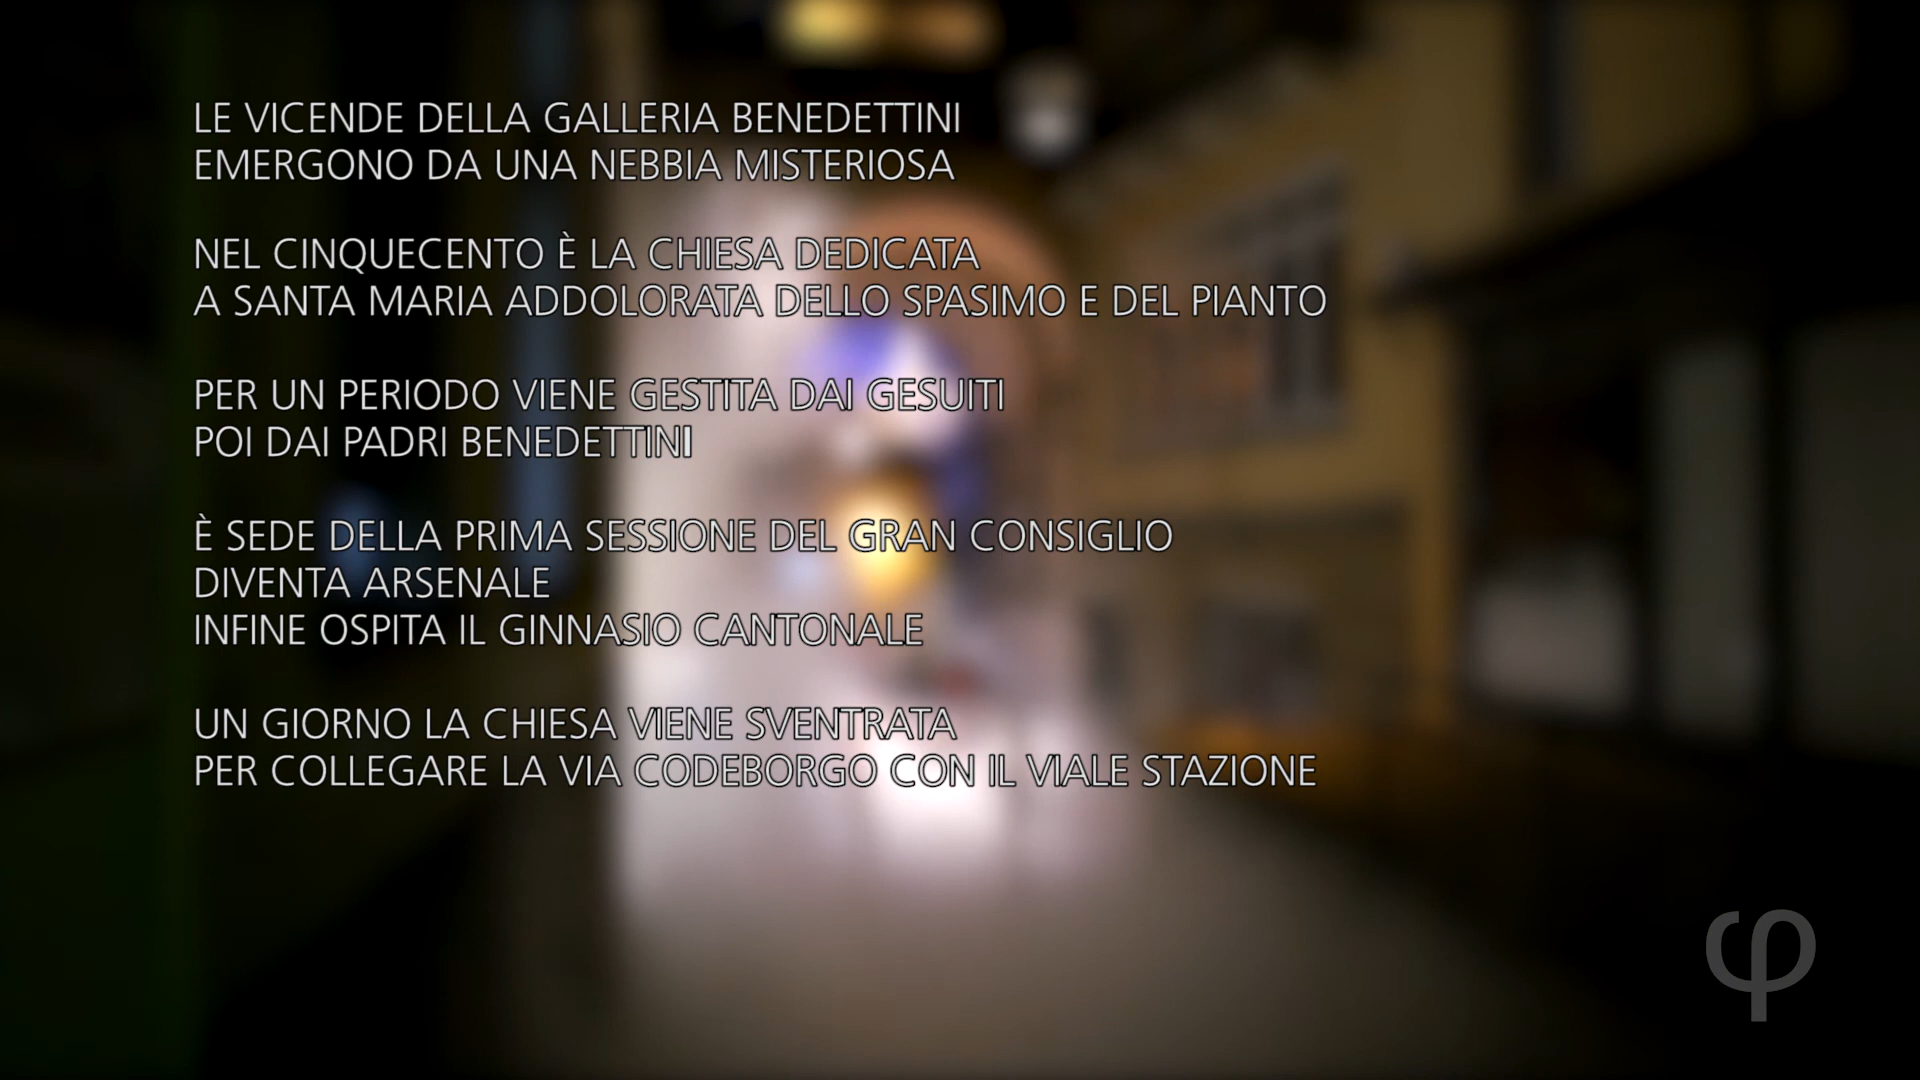 LE VICENDE DELLA GALLERIA BENEDETTINI
EMERGONO DA UNA NEBBIA MISTERIOSA
NEL CINQUECENTO È LA CHIESA DEDICATA
A SANTA MARIA ADDOLORATA DELLO SPASIMO E DEL PIANTO
PER UN PERIODO VIENE GESTITA DAI GESUITI
POI DAI PADRI BENEDETTINI
È SEDE DELLA PRIMA SESSIONE DEL GRAN CONSIGLIO
DIVENTA ARSENALE
INFINE OSPITA IL GINNASIO CANTONALE
UN GIORNO LA CHIESA VIENE SVENTRATA
PER COLLEGARE LA VIA CODEBORGO CON IL VIALE STAZIONE
φ